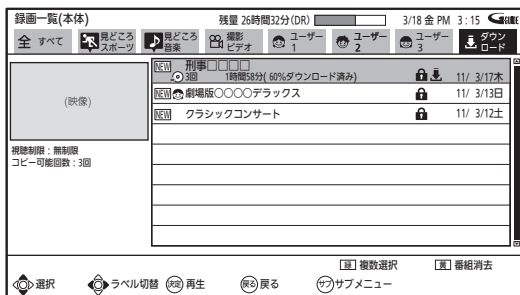 録画一覧(本体) 残量 26時間32分(DR) 3/18 金 PM 3:15 GGUIDE
全 すべて 見どころ スポーツ 見どころ 音楽 撮影 ビデオ ユーザー 1 ユーザー 2 ユーザー 3 ダウン ロード
(映像)
視聴制限:無制限
コピー可能回数:3回
NEW 刑事□□□□
3回 1時間58分(60%ダウンロード済み) 11/ 3/17木
NEW 劇場版○○○○デラックス 11/ 3/13日
NEW クラシックコンサート 11/ 3/12土
緑 複数選択 黄 番組消去
選択 ラベル切替 決定 再生 戻る 戻る サブ サブメニュー